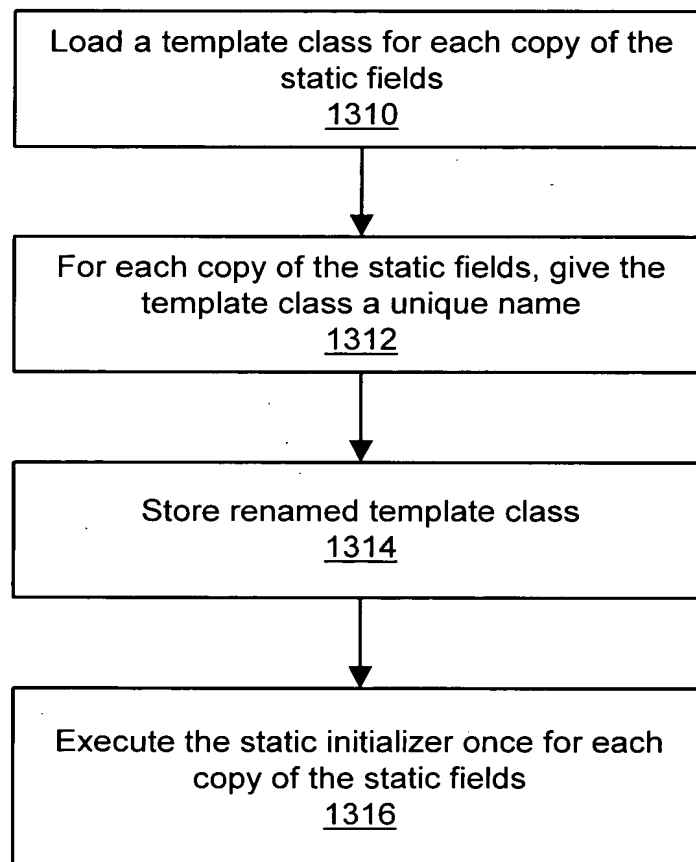 Load a template class for each copy of the
static fields
1310
For each copy of the static fields, give the
template class a unique name
1312
Store renamed template class
1314
Execute the static initializer once for each
copy of the static fields
1316